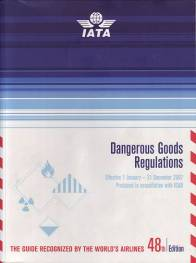 IATA
Dangerous Goods
Regulations
Effective 1 January – 31 December 2007
Produced in consultation with ICAO
THE GUIDE RECOGNIZED BY THE WORLD'S AIRLINES 48th Edition